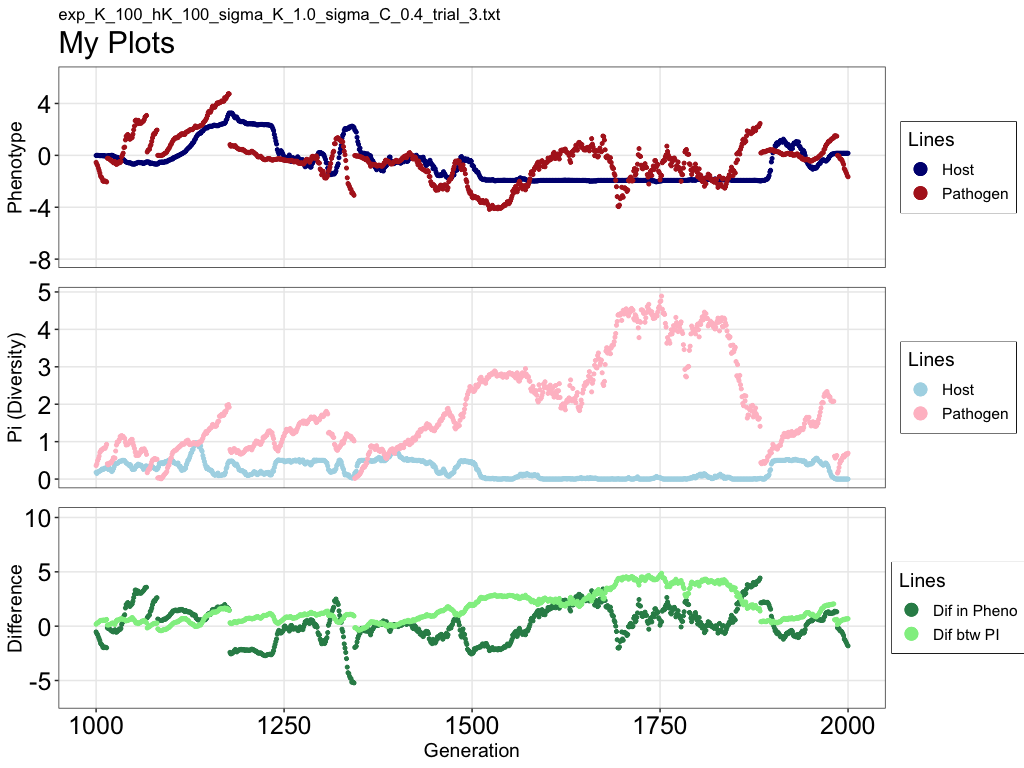 exp_K_100_hK_100_sigma_K_1.0_sigma_C_0.4_trial_3.txt
My Plots
Phenotype
4
0
-4
-8
Lines
Host
Pathogen
Pi (Diversity)
5
4
3
2
1
0
Lines
Host
Pathogen
Difference
10
5
0
-5
Lines
Dif in Pheno
Dif btw PI
1000
1250
1500
1750
2000
Generation